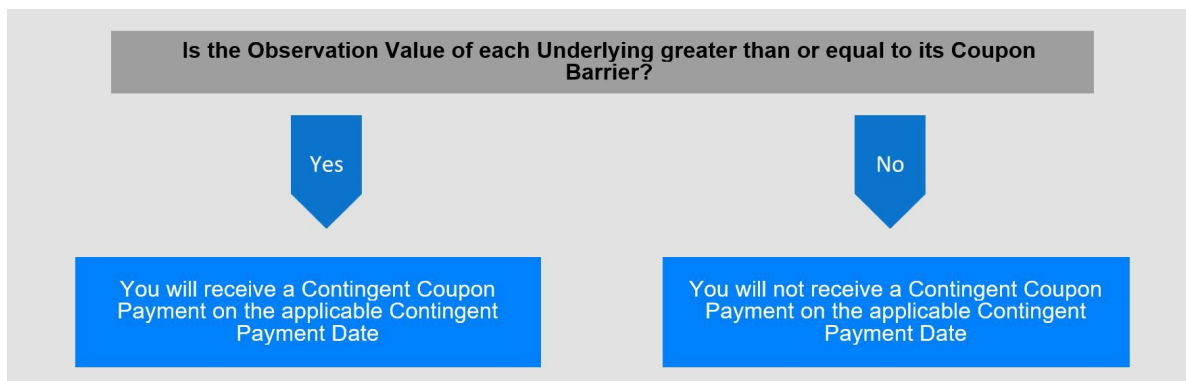 Is the Observation Value of each Underlying greater than or equal to its Coupon
Barrier?
Yes
No
You will receive a Contingent Coupon
Payment on the applicable Contingent
Payment Date
You will not receive a Contingent Coupon
Payment on the applicable Contingent
Payment Date